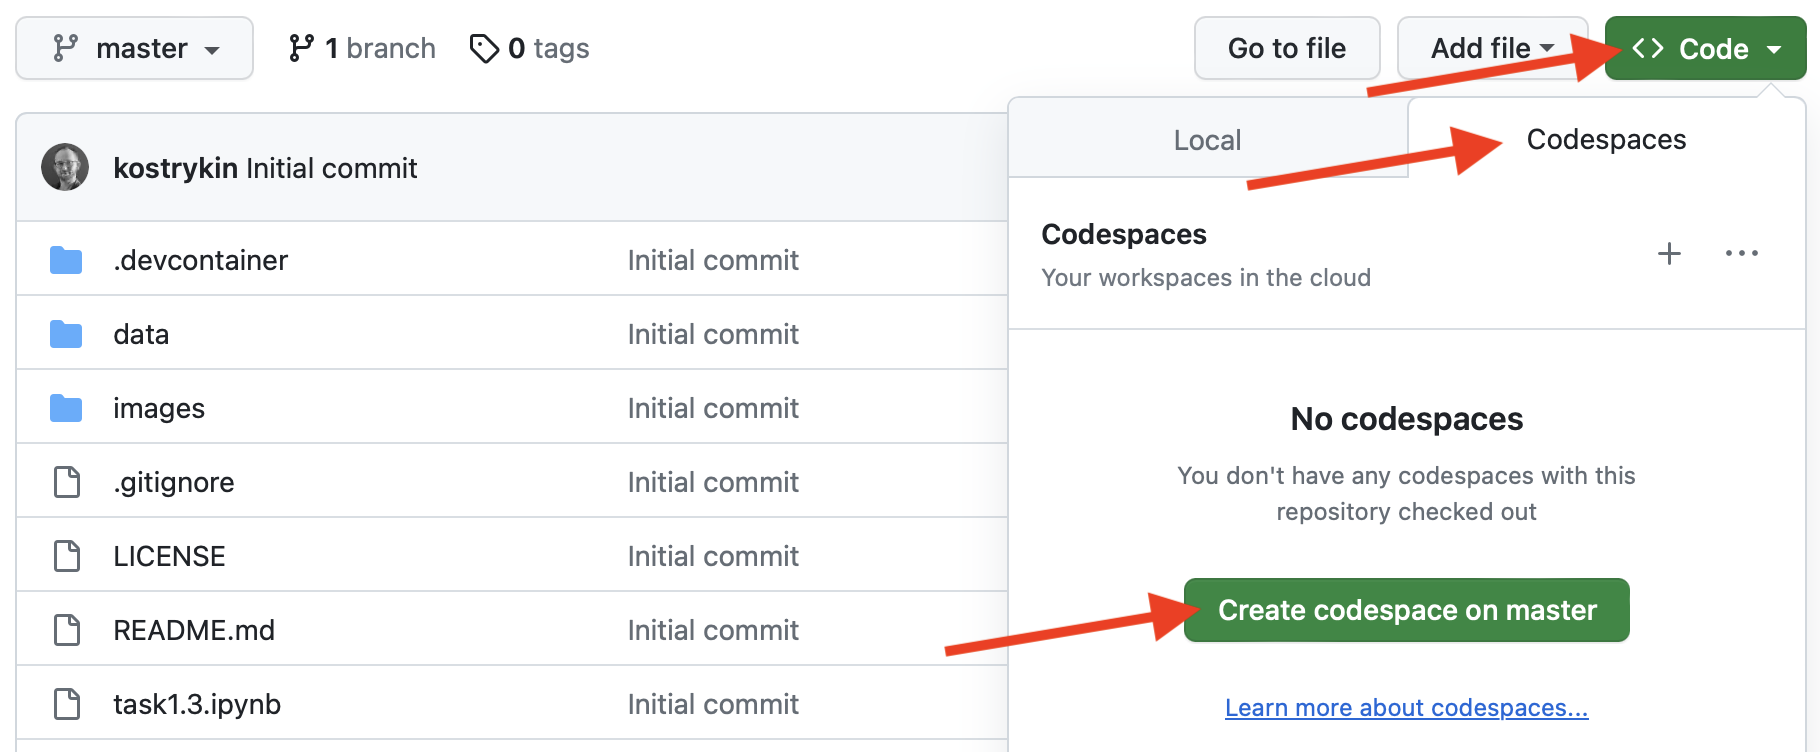 master 1 branch 0 tags Go to file Add file Code
Local Codespaces
kostrykin Initial commit
Codespaces
Your workspaces in the cloud
.devcontainer Initial commit
data Initial commit
images Initial commit
.gitignore Initial commit
LICENSE Initial commit
README.md Initial commit
task1.3.ipynb Initial commit
No codespaces
You don't have any codespaces with this
repository checked out
Create codespace on master
Learn more about codespaces...